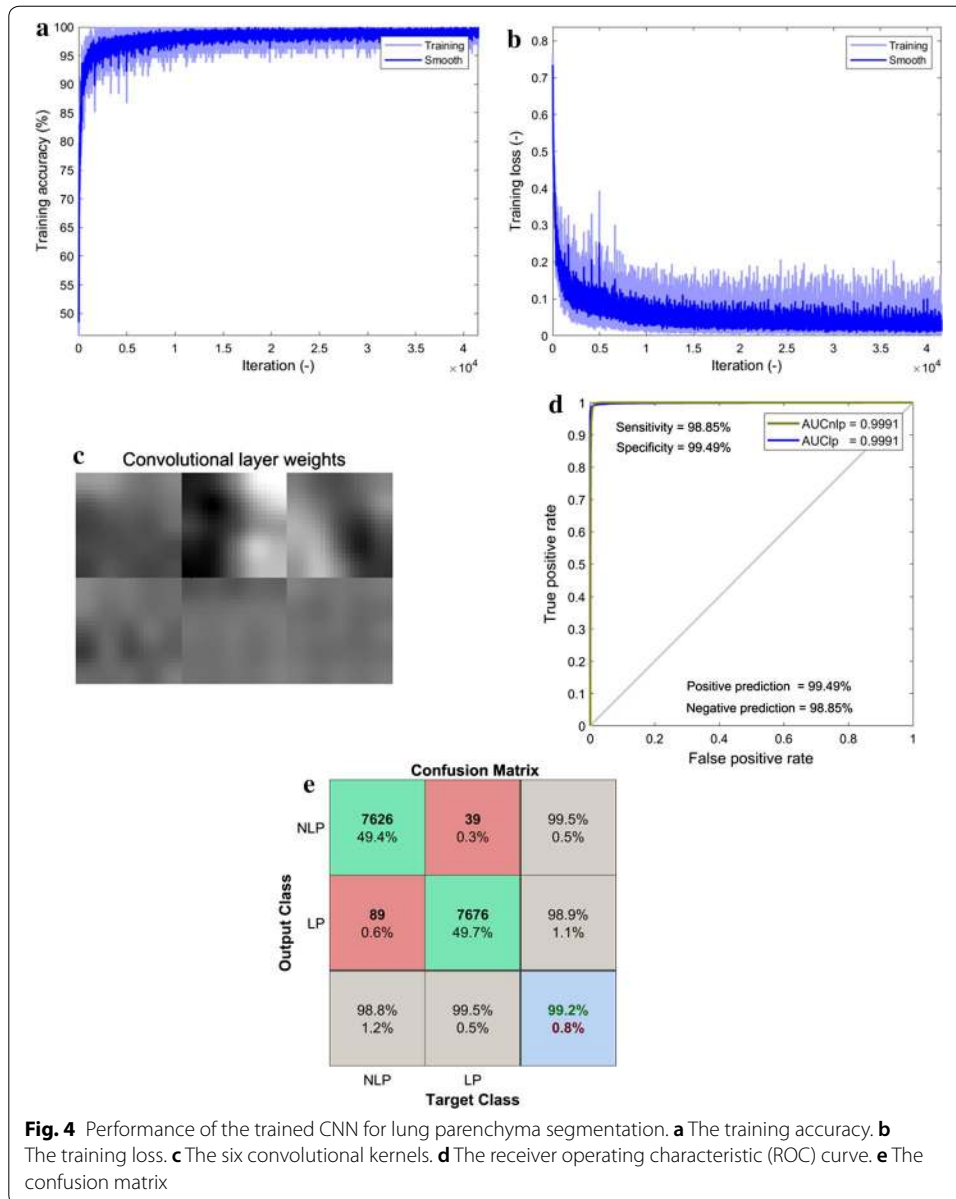 a
100
95
90
85
80
75
70
65
60
55
50
Training accuracy (%)
Training
Smooth
0 0.5 1 1.5 2 2.5 3 3.5 4
×10⁴
Iteration (-)
b
0.8
0.7
0.6
0.5
0.4
0.3
0.2
0.1
0
Training loss (-)
Training
Smooth
0 0.5 1 1.5 2 2.5 3 3.5 4
×10⁴
Iteration (-)
c
Convolutional layer weights
d
1
0.9
0.8
0.7
0.6
0.5
0.4
0.3
0.2
0.1
0
True positive rate
Sensitivity = 98.85%
Specificity = 99.49%
AUCnlp = 0.9991
AUClp = 0.9991
Positive prediction = 99.49%
Negative prediction = 98.85%
0 0.2 0.4 0.6 0.8 1
False positive rate
e
Confusion Matrix
Output Class
NLP
7626 39 99.5%
49.4% 0.3% 0.5%
LP
89 7676 98.9%
0.6% 49.7% 1.1%
98.8% 99.5% 99.2%
1.2% 0.5% 0.8%
NLP LP
Target Class
Fig. 4 Performance of the trained CNN for lung parenchyma segmentation. a The training accuracy. b
The training loss. c The six convolutional kernels. d The receiver operating characteristic (ROC) curve. e The
confusion matrix